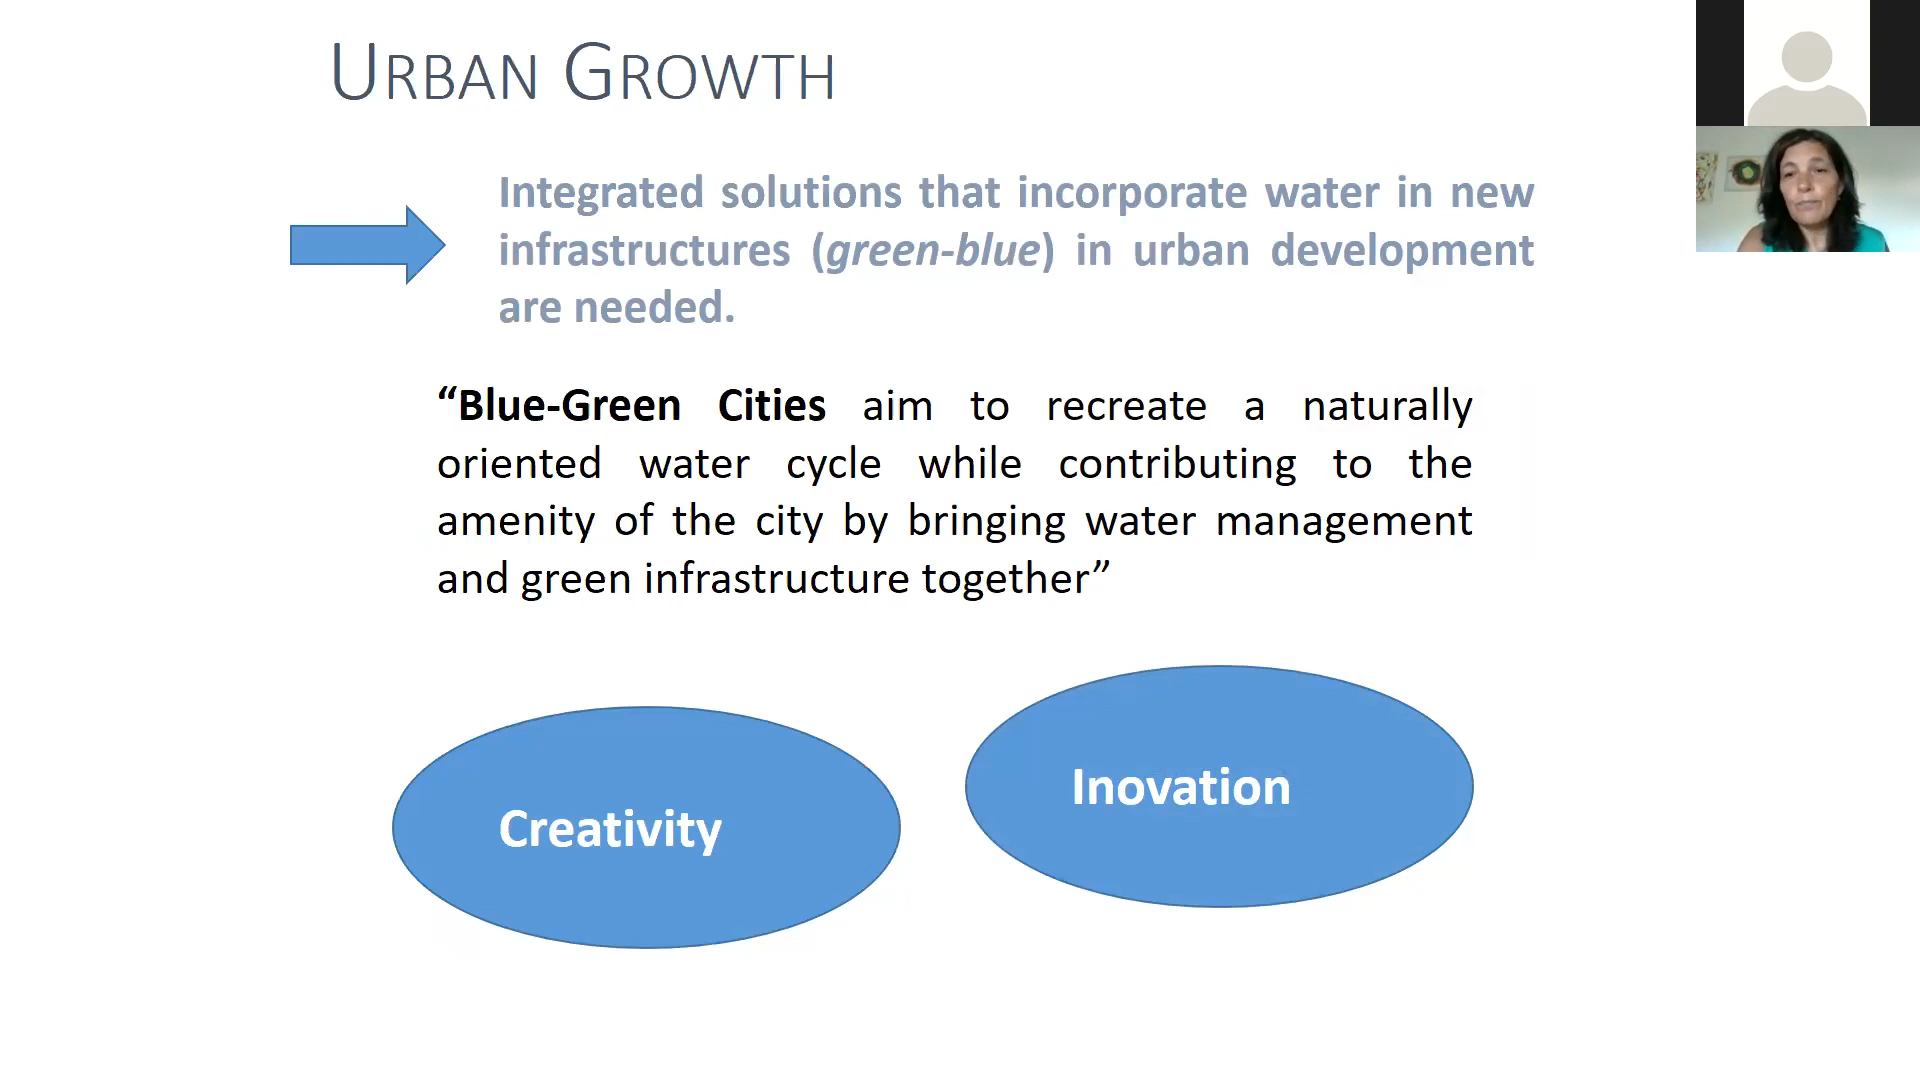 URBAN GROWTH
Integrated solutions that incorporate water in new
infrastructures (green-blue) in urban development
are needed.
“Blue-Green Cities aim to recreate a naturally
oriented water cycle while contributing to the
amenity of the city by bringing water management
and green infrastructure together”
Inovation
Creativity